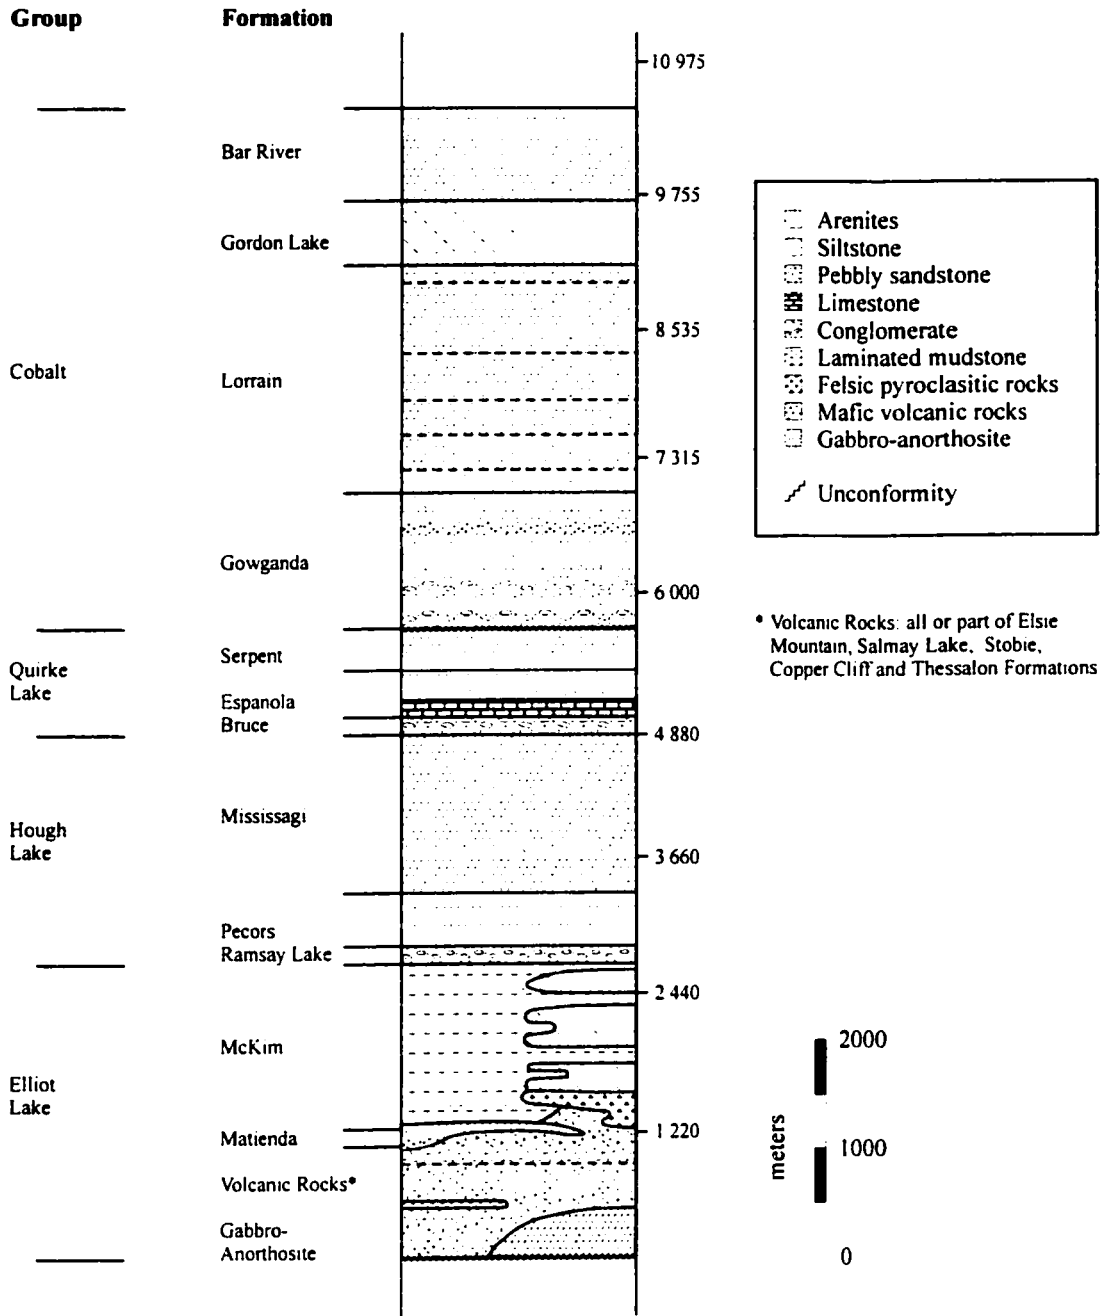 Group
Formation
10 975
Bar River
9 755
Gordon Lake
8 535
Cobalt
Lorrain
7 315
Gowganda
6 000
Serpent
Quirke
Lake
Espanola
Bruce
4 880
Mississagi
Hough
Lake
3 660
Pecors
Ramsay Lake
2 440
McKim
Elliot
Lake
Matienda
1 220
Volcanic Rocks*
Gabbro-
Anorthosite
Arenites
Siltstone
Pebbly sandstone
Limestone
Conglomerate
Laminated mudstone
Felsic pyroclasitic rocks
Mafic volcanic rocks
Gabbro-anorthosite
Unconformity
* Volcanic Rocks: all or part of Elsie
Mountain, Salmay Lake, Stobie,
Copper Cliff and Thessalon Formations
2000
1000
0
meters